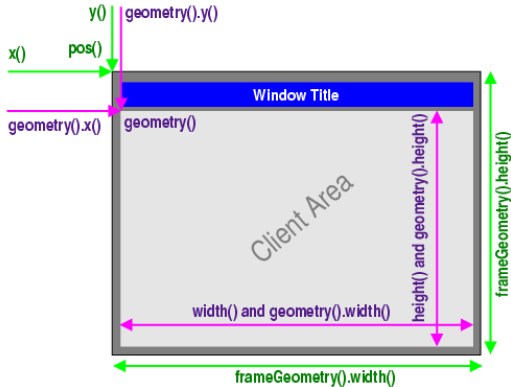 y()
geometry().y()
x()
pos()
Window Title
geometry().x()
geometry()
Client Area
height() and geometry().height()
frameGeometry().height()
width() and geometry().width()
frameGeometry().width()